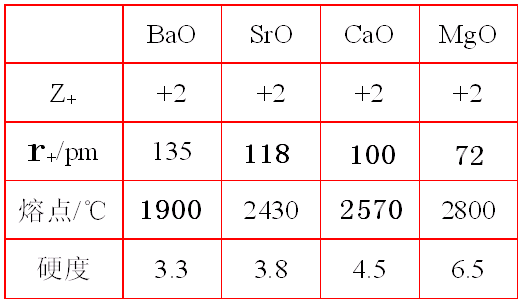 BaO SrO CaO MgO
Z+ +2 +2 +2 +2
r+/pm 135 118 100 72
熔点/℃ 1900 2430 2570 2800
硬度 3.3 3.8 4.5 6.5